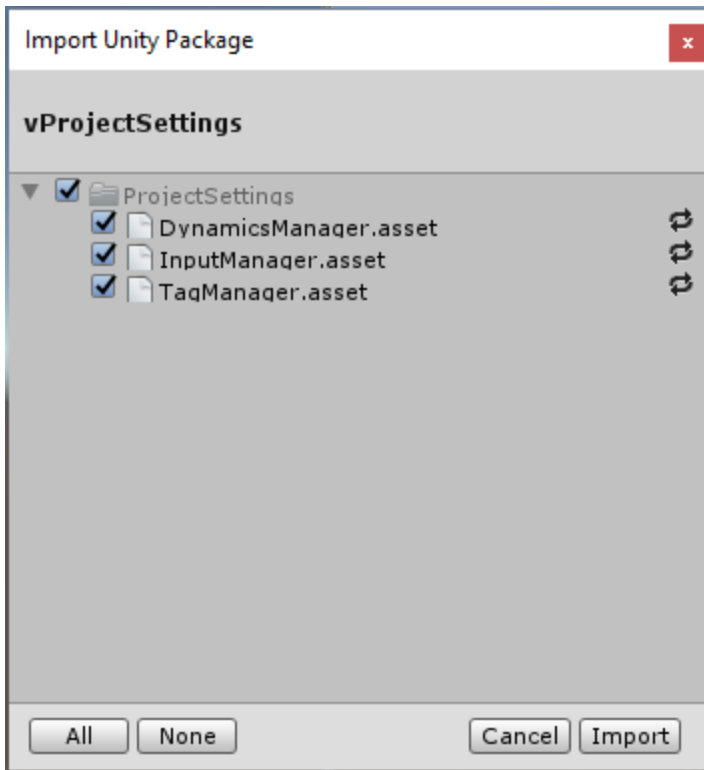 Import Unity Package
x
vProjectSettings
ProjectSettings
DynamicsManager.asset
InputManager.asset
TagManager.asset
All None Cancel Import